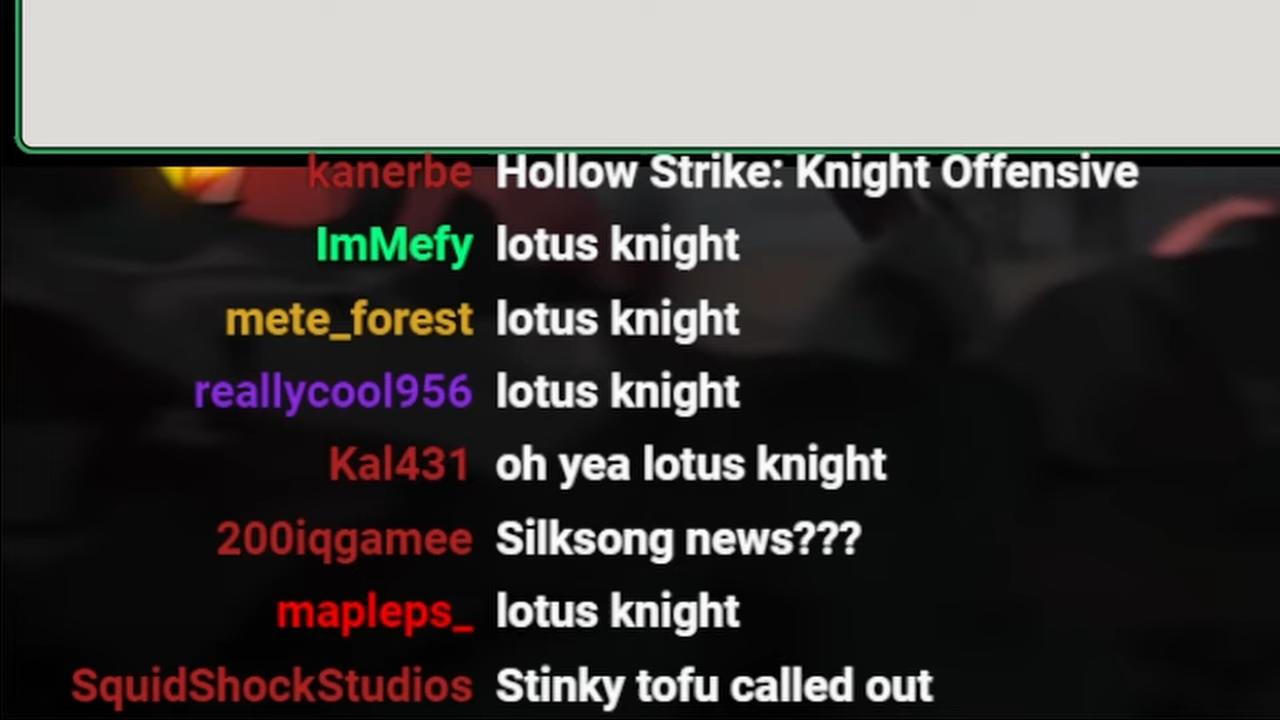 kanerbe Hollow Strike: Knight Offensive
ImMefy lotus knight
mete_forest lotus knight
reallycool956 lotus knight
Kal431 oh yea lotus knight
200iqgamee Silksong news???
mapleps_ lotus knight
SquidShockStudios Stinky tofu called out